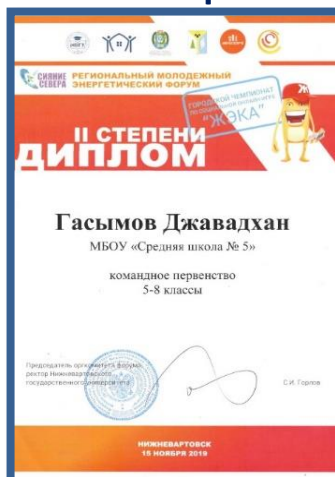 СИЯНИЕ СЕВЕРА
РЕГИОНАЛЬНЫЙ МОЛОДЕЖНЫЙ
ЭНЕРГЕТИЧЕСКИЙ ФОРУМ
ГОРОДСКОЙ ЧЕМПИОНАТ
"ЖЭКА"
II СТЕПЕНИ
ДИПЛОМ
Гасымов Джавадхан
МБОУ «Средняя школа № 5»
командное первенство
5-8 классы
Председатель оргкомитета форума,
ректор Нижневартовского
государственного университета
С.И. Горлов
НИЖНЕВАРТОВСК
15 НОЯБРЯ 2019